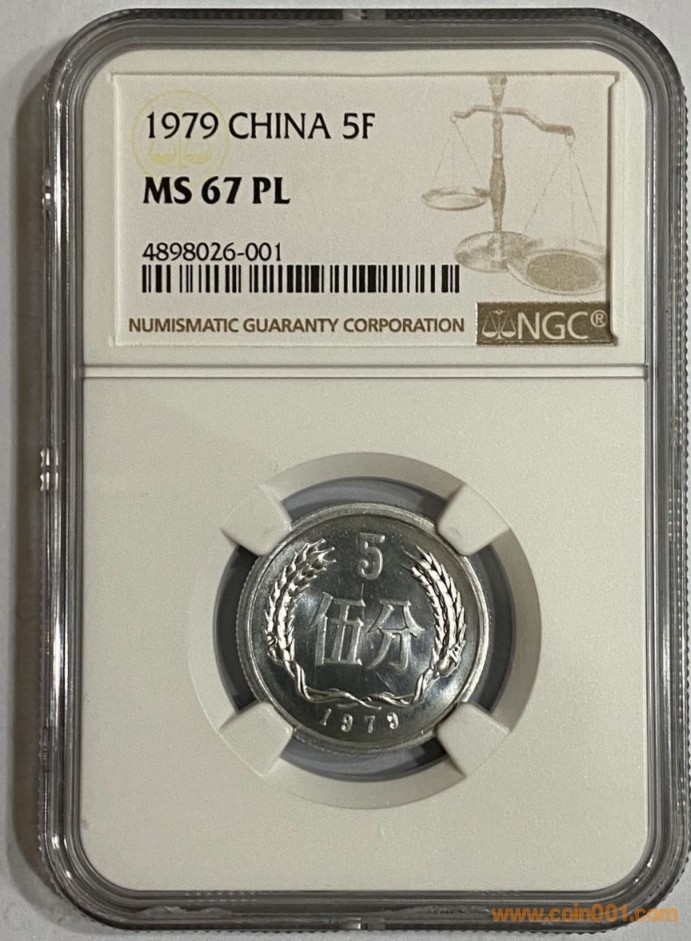 1979 CHINA 5F
MS 67 PL
4898026-001
NUMISMATIC GUARANTY CORPORATION
NGC®
5
伍分
1979
www.coin001.com